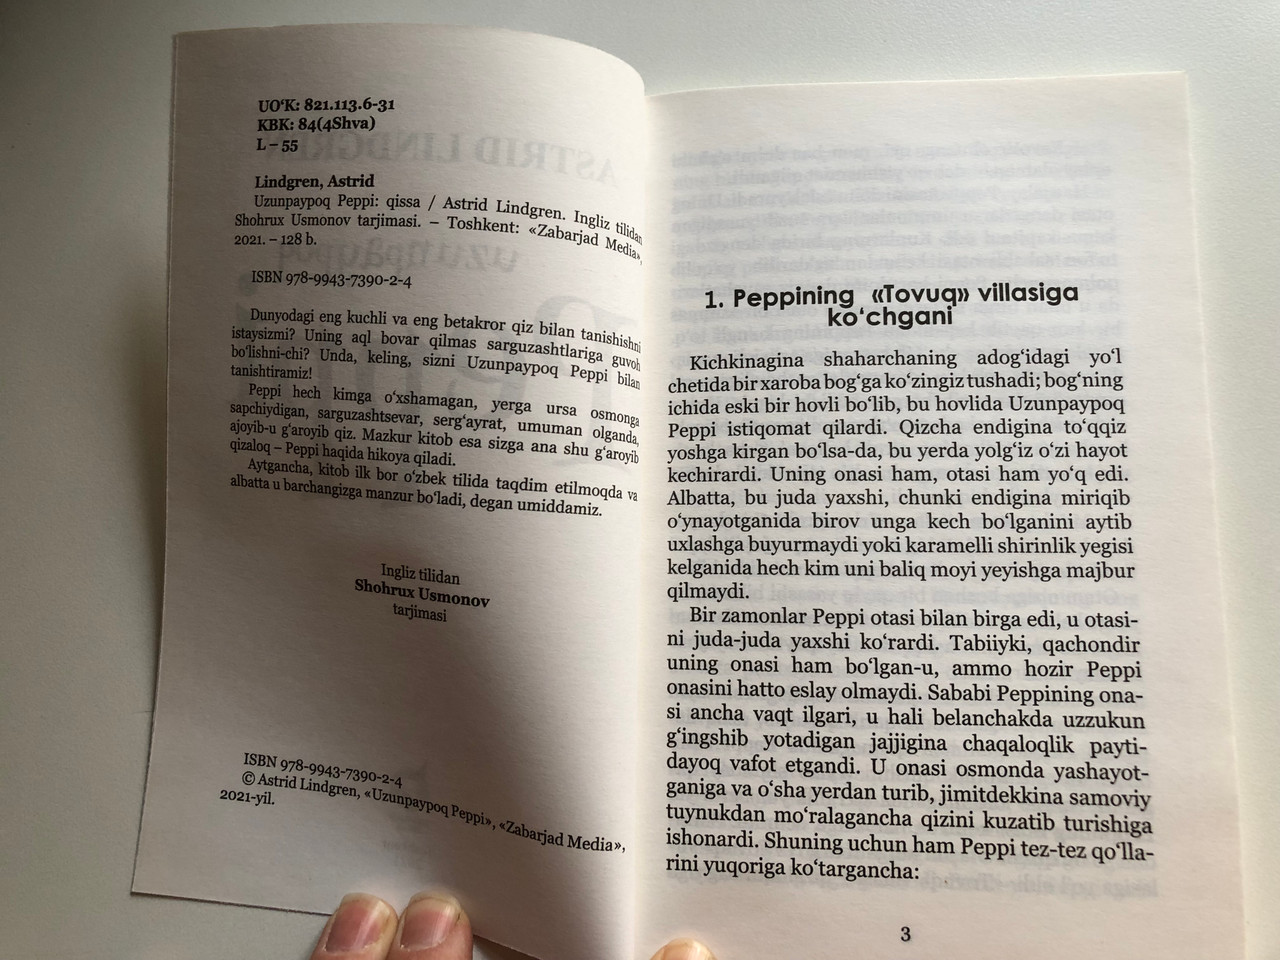 UO‘K: 821.113.6-31
KBK: 84(4Shva)
L – 55
Lindgren, Astrid
Uzunpaypoq Peppi: qissa / Astrid Lindgren. Ingliz tilidan
Shohrux Usmonov tarjimasi. – Toshkent: «Zabarjad Media»,
2021. – 128 b.
ISBN 978-9943-7390-2-4
Dunyodagi eng kuchli va eng betakror qiz bilan tanishishni
istaysizmi? Uning aql bovar qilmas sarguzashtlariga guvoh
bo‘lishni-chi? Unda, keling, sizni Uzunpaypoq Peppi bilan
tanishtiramiz!
Peppi hech kimga o‘xshamagan, yerga ursa osmonga
sapchiydigan, sarguzashtsevar, serg‘ayrat, umuman olganda,
ajoyib-u g‘aroyib qiz. Mazkur kitob esa sizga ana shu g‘aroyib
qizaloq – Peppi haqida hikoya qiladi.
Aytgancha, kitob ilk bor o‘zbek tilida taqdim etilmoqda va
albatta u barchangizga manzur bo‘ladi, degan umiddamiz.
Ingliz tilidan
Shohrux Usmonov
tarjimasi
ISBN 978-9943-7390-2-4
© Astrid Lindgren, «Uzunpaypoq Peppi», «Zabarjad Media»,
2021-yil.
1. Peppining «Tovuq» villasiga
ko‘chgani
Kichkinagina shaharchaning adog‘idagi yo‘l
chetida bir xaroba bog‘ga ko‘zingiz tushadi; bog‘ning
ichida eski bir hovli bo‘lib, bu hovlida Uzunpaypoq
Peppi istiqomat qilardi. Qizcha endigina to‘qqiz
yoshga kirgan bo‘lsa-da, bu yerda yolg‘iz o‘zi hayot
kechirardi. Uning onasi ham, otasi ham yo‘q edi.
Albatta, bu juda yaxshi, chunki endigina miriqib
o‘ynayotganida birov unga kech bo‘lganini aytib
uxlashga buyurmaydi yoki karamelli shirinlik yegisi
kelganida hech kim uni baliq moyi yeyishga majbur
qilmaydi.
Bir zamonlar Peppi otasi bilan birga edi, u otasi-
ni juda-juda yaxshi ko‘rardi. Tabiiyki, qachondir
uning onasi ham bo‘lgan-u, ammo hozir Peppi
onasini hatto eslay olmaydi. Sababi Peppining ona-
si ancha vaqt ilgari, u hali belanchakda uzzukun
g‘ingshib yotadigan jajjigina chaqaloqlik payti-
dayoq vafot etgandi. U onasi osmonda yashayot-
ganiga va o‘sha yerdan turib, jimitdekkina samoviy
tuynukdan mo‘ralagancha qizini kuzatib turishiga
ishonardi. Shuning uchun ham Peppi tez-tez qo‘lla-
rini yuqoriga ko‘targancha:
3